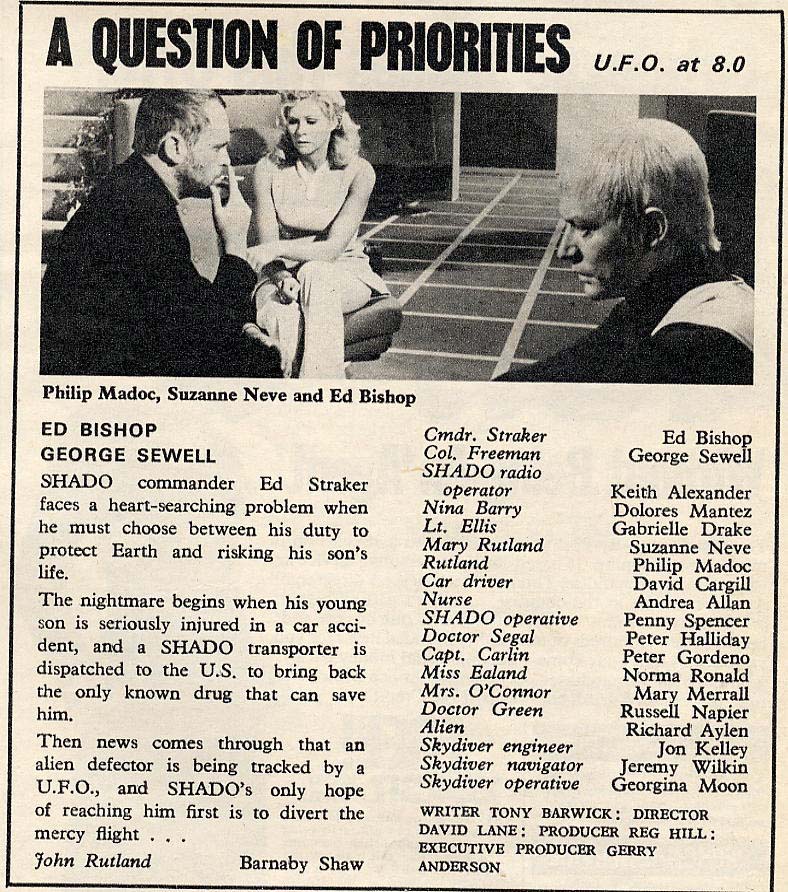 A QUESTION OF PRIORITIES U.F.O. at 8.0
Philip Madoc, Suzanne Neve and Ed Bishop
ED BISHOP
GEORGE SEWELL
SHADO commander Ed Straker
faces a heart-searching problem when
he must choose between his duty to
protect Earth and risking his son's
life.
The nightmare begins when his young
son is seriously injured in a car acci-
dent, and a SHADO transporter is
dispatched to the U.S. to bring back
the only known drug that can save
him.
Then news comes through that an
alien defector is being tracked by a
U.F.O., and SHADO's only hope
of reaching him first is to divert the
mercy flight . . .
John Rutland Barnaby Shaw
Cmdr. Straker Ed Bishop
Col. Freeman George Sewell
SHADO radio
operator Keith Alexander
Nina Barry Dolores Mantez
Lt. Ellis Gabrielle Drake
Mary Rutland Suzanne Neve
Rutland Philip Madoc
Car driver David Cargill
Nurse Andrea Allan
SHADO operative Penny Spencer
Doctor Segal Peter Halliday
Capt. Carlin Peter Gordeno
Miss Ealand Norma Ronald
Mrs. O'Connor Mary Merrall
Doctor Green Russell Napier
Alien Richard Aylen
Skydiver engineer Jon Kelley
Skydiver navigator Jeremy Wilkin
Skydiver operative Georgina Moon
WRITER TONY BARWICK: DIRECTOR
DAVID LANE: PRODUCER REG HILL:
EXECUTIVE PRODUCER GERRY
ANDERSON